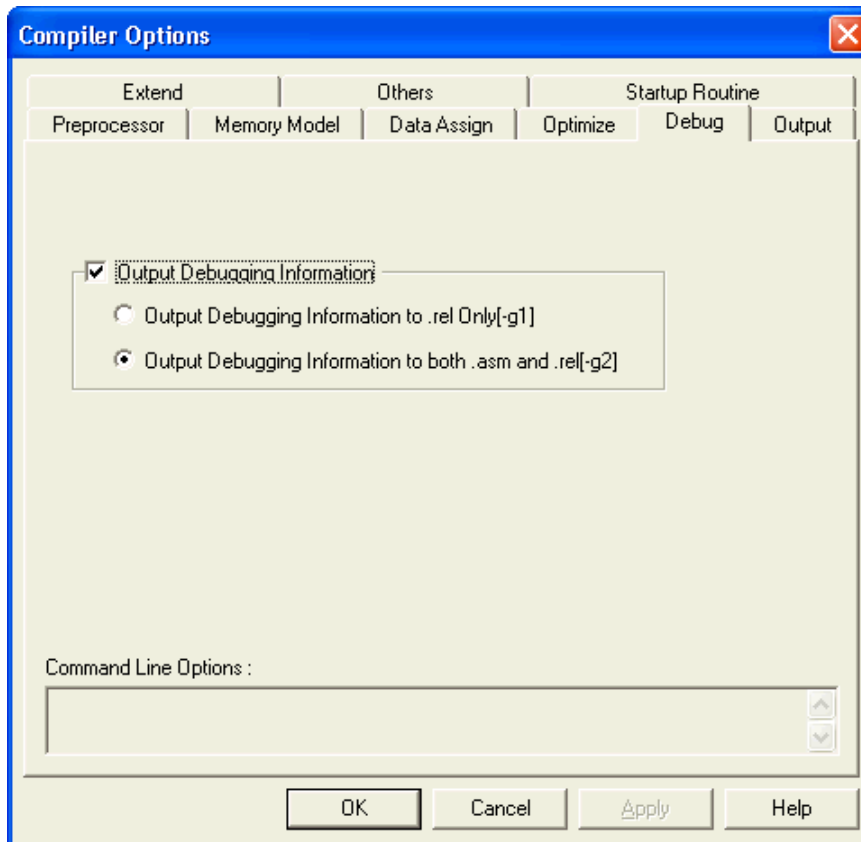 Compiler Options
Extend Others Startup Routine
Preprocessor Memory Model Data Assign Optimize Debug Output
Output Debugging Information
Output Debugging Information to .rel Only[-g1]
Output Debugging Information to both .asm and .rel[-g2]
Command Line Options :
OK Cancel Apply Help